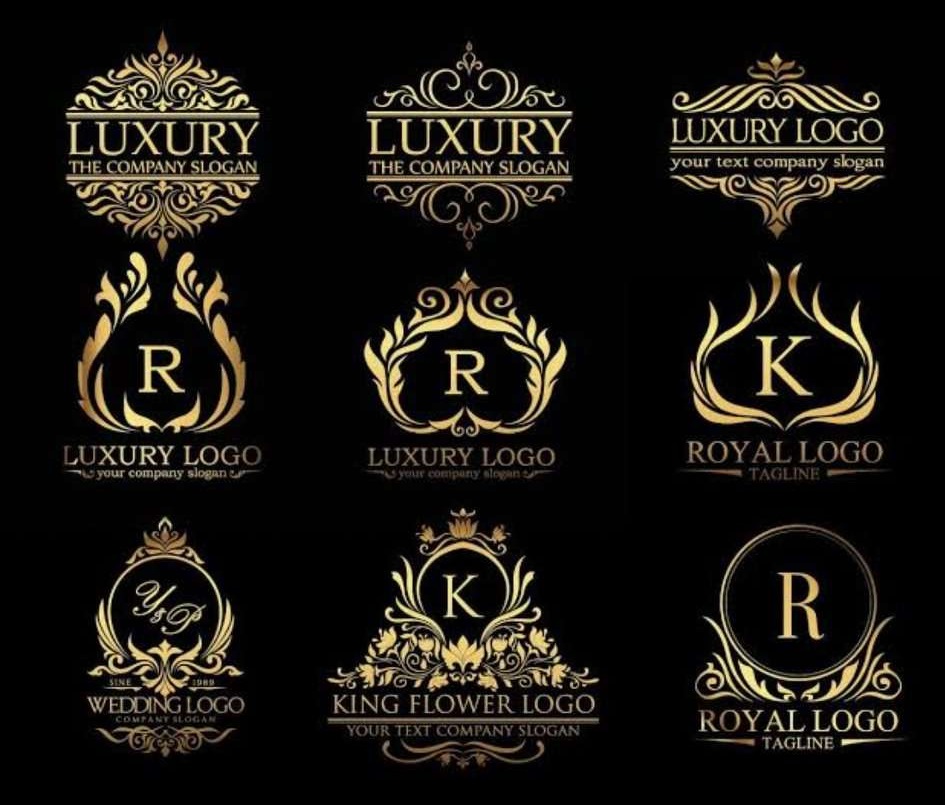 LUXURY
THE COMPANY SLOGAN
LUXURY
THE COMPANY SLOGAN
LUXURY LOGO
your text company slogan
R
LUXURY LOGO
your company slogan
R
LUXURY LOGO
your company slogan
K
ROYAL LOGO
TAGLINE
Y&P
SINE 1989
WEDDING LOGO
COMPANY SLOGAN
K
KING FLOWER LOGO
YOUR TEXT COMPANY SLOGAN
R
ROYAL LOGO
TAGLINE